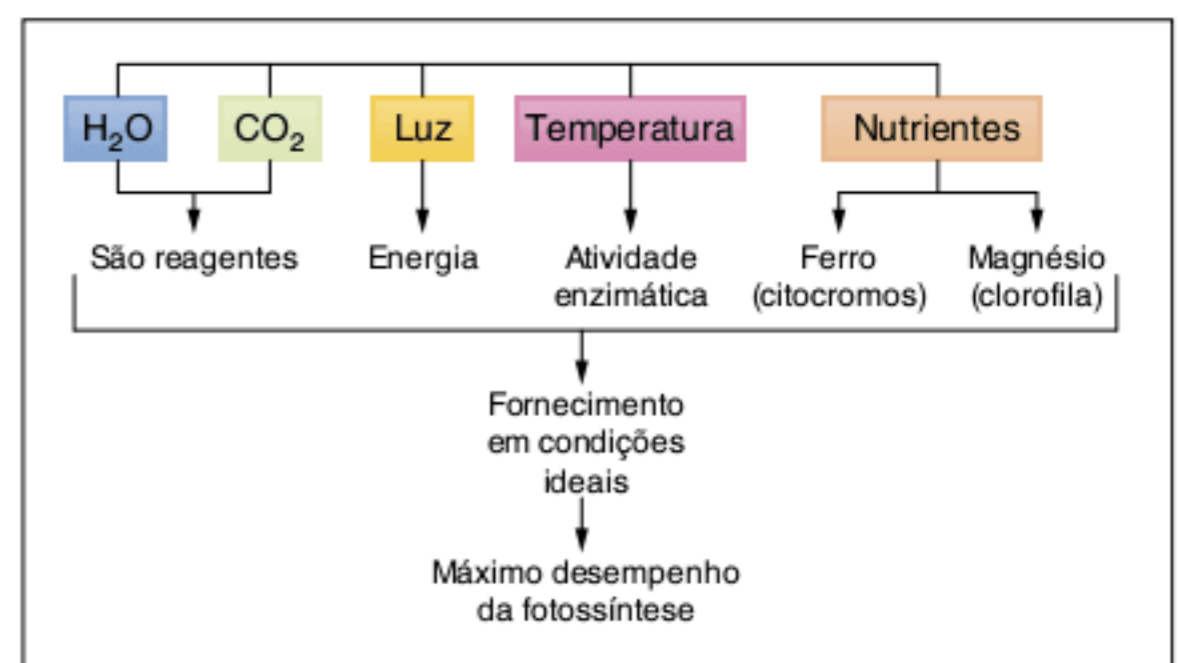 H₂O CO₂ Luz Temperatura Nutrientes
São reagentes Energia Atividade enzimática Ferro (citocromos) Magnésio (clorofila)
Fornecimento
em condições
ideais
Máximo desempenho
da fotossíntese